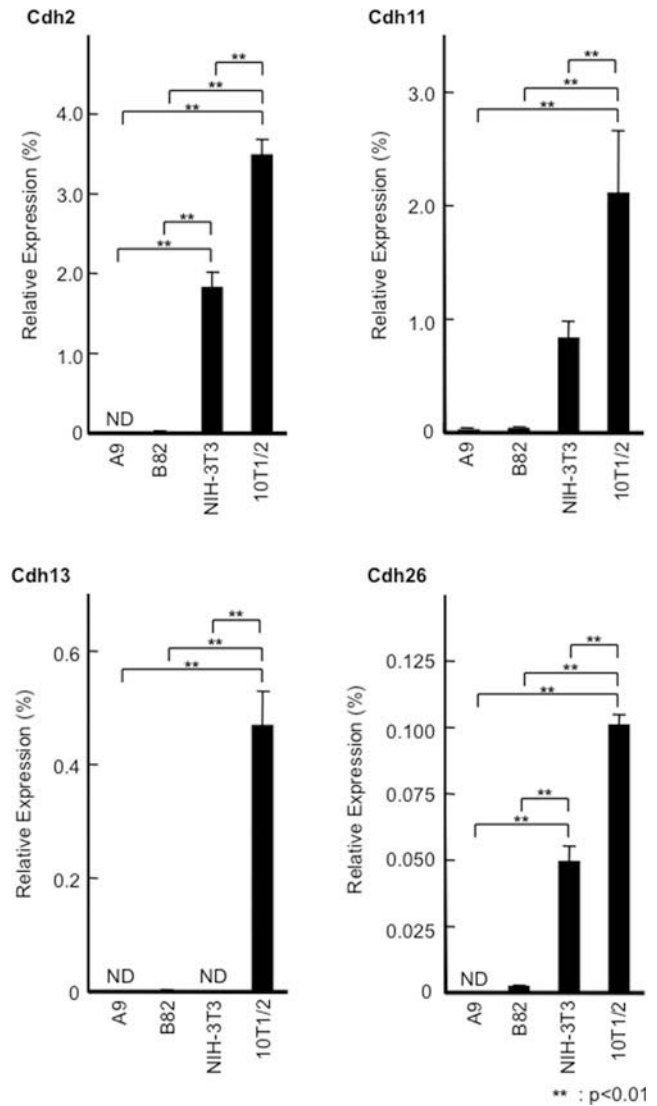 Cdh2
Relative Expression (%)
4.0
3.0
2.0
1.0
0
**
**
**
**
**
ND
A9
B82
NIH-3T3
10T1/2
Cdh11
Relative Expression (%)
3.0
2.0
1.0
0
**
**
**
A9
B82
NIH-3T3
10T1/2
Cdh13
Relative Expression (%)
0.6
0.4
0.2
0
**
**
**
ND
ND
A9
B82
NIH-3T3
10T1/2
Cdh26
Relative Expression (%)
0.125
0.100
0.075
0.050
0.025
0
**
**
**
**
**
ND
A9
B82
NIH-3T3
10T1/2
** : p<0.01